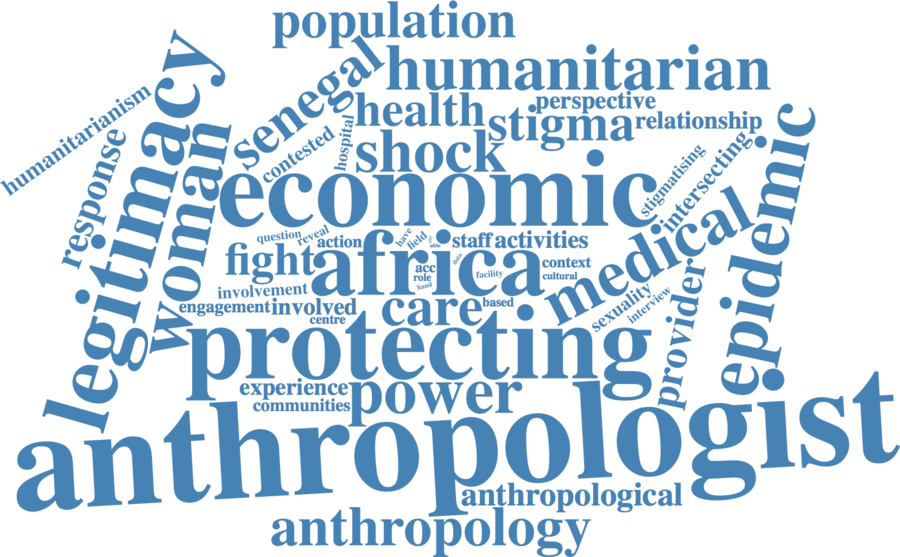 population
humanitarian
senegal
health
perspective
humanitarianism
legitimacy
response
woman
contested
hospital
stigma
relationship
shock
economic
stigmatising
intersecting
epidemic
question
reveal
action
have
field
staff
activities
fight
africa
acc
role
hand
data
facility
context
cultural
medical
involvement
engagement
involved
centre
care
based
sexuality
interview
provider
protecting
experience
communities
power
anthropologist
anthropological
anthropology